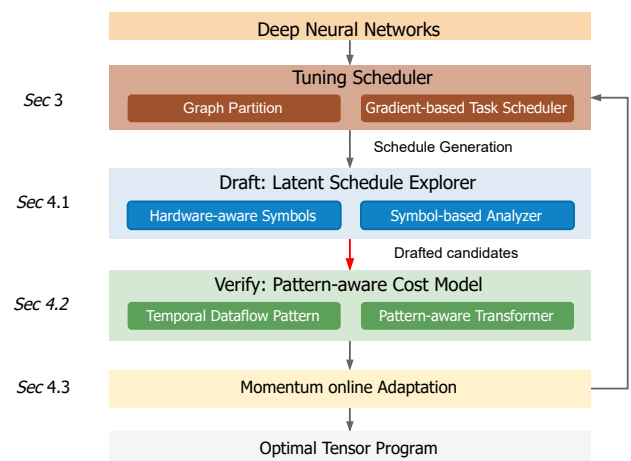 Deep Neural Networks
Tuning Scheduler
Sec 3
Graph Partition
Gradient-based Task Scheduler
Schedule Generation
Draft: Latent Schedule Explorer
Sec 4.1
Hardware-aware Symbols
Symbol-based Analyzer
Drafted candidates
Verify: Pattern-aware Cost Model
Sec 4.2
Temporal Dataflow Pattern
Pattern-aware Transformer
Sec 4.3
Momentum online Adaptation
Optimal Tensor Program